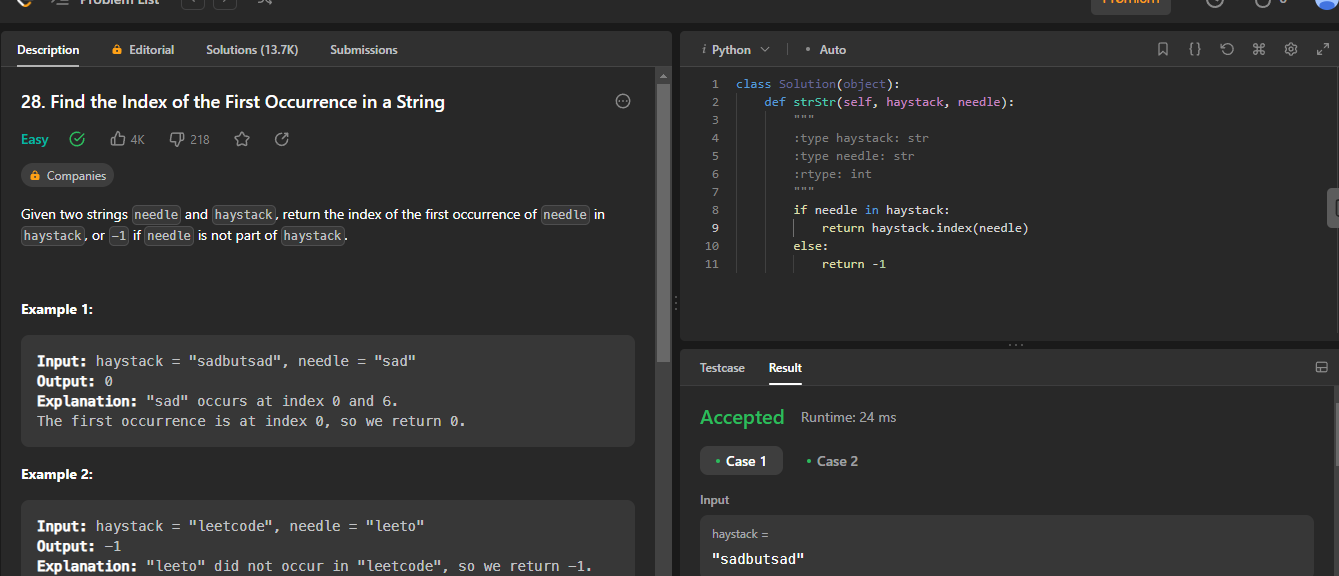 Problem List
Premium
0
Description Editorial Solutions (13.7K) Submissions
28. Find the Index of the First Occurrence in a String
Easy 4K 218
Companies
Given two strings needle and haystack, return the index of the first occurrence of needle in
haystack, or -1 if needle is not part of haystack.
Example 1:
Input: haystack = "sadbutsad", needle = "sad"
Output: 0
Explanation: "sad" occurs at index 0 and 6.
The first occurrence is at index 0, so we return 0.
Example 2:
Input: haystack = "leetcode", needle = "leeto"
Output: -1
Explanation: "leeto" did not occur in "leetcode", so we return -1.
i Python • Auto
1 class Solution(object):
2 def strStr(self, haystack, needle):
3 """
4 :type haystack: str
5 :type needle: str
6 :rtype: int
7 """
8 if needle in haystack:
9 return haystack.index(needle)
10 else:
11 return -1
Testcase Result
Accepted Runtime: 24 ms
• Case 1 • Case 2
Input
haystack =
"sadbutsad"